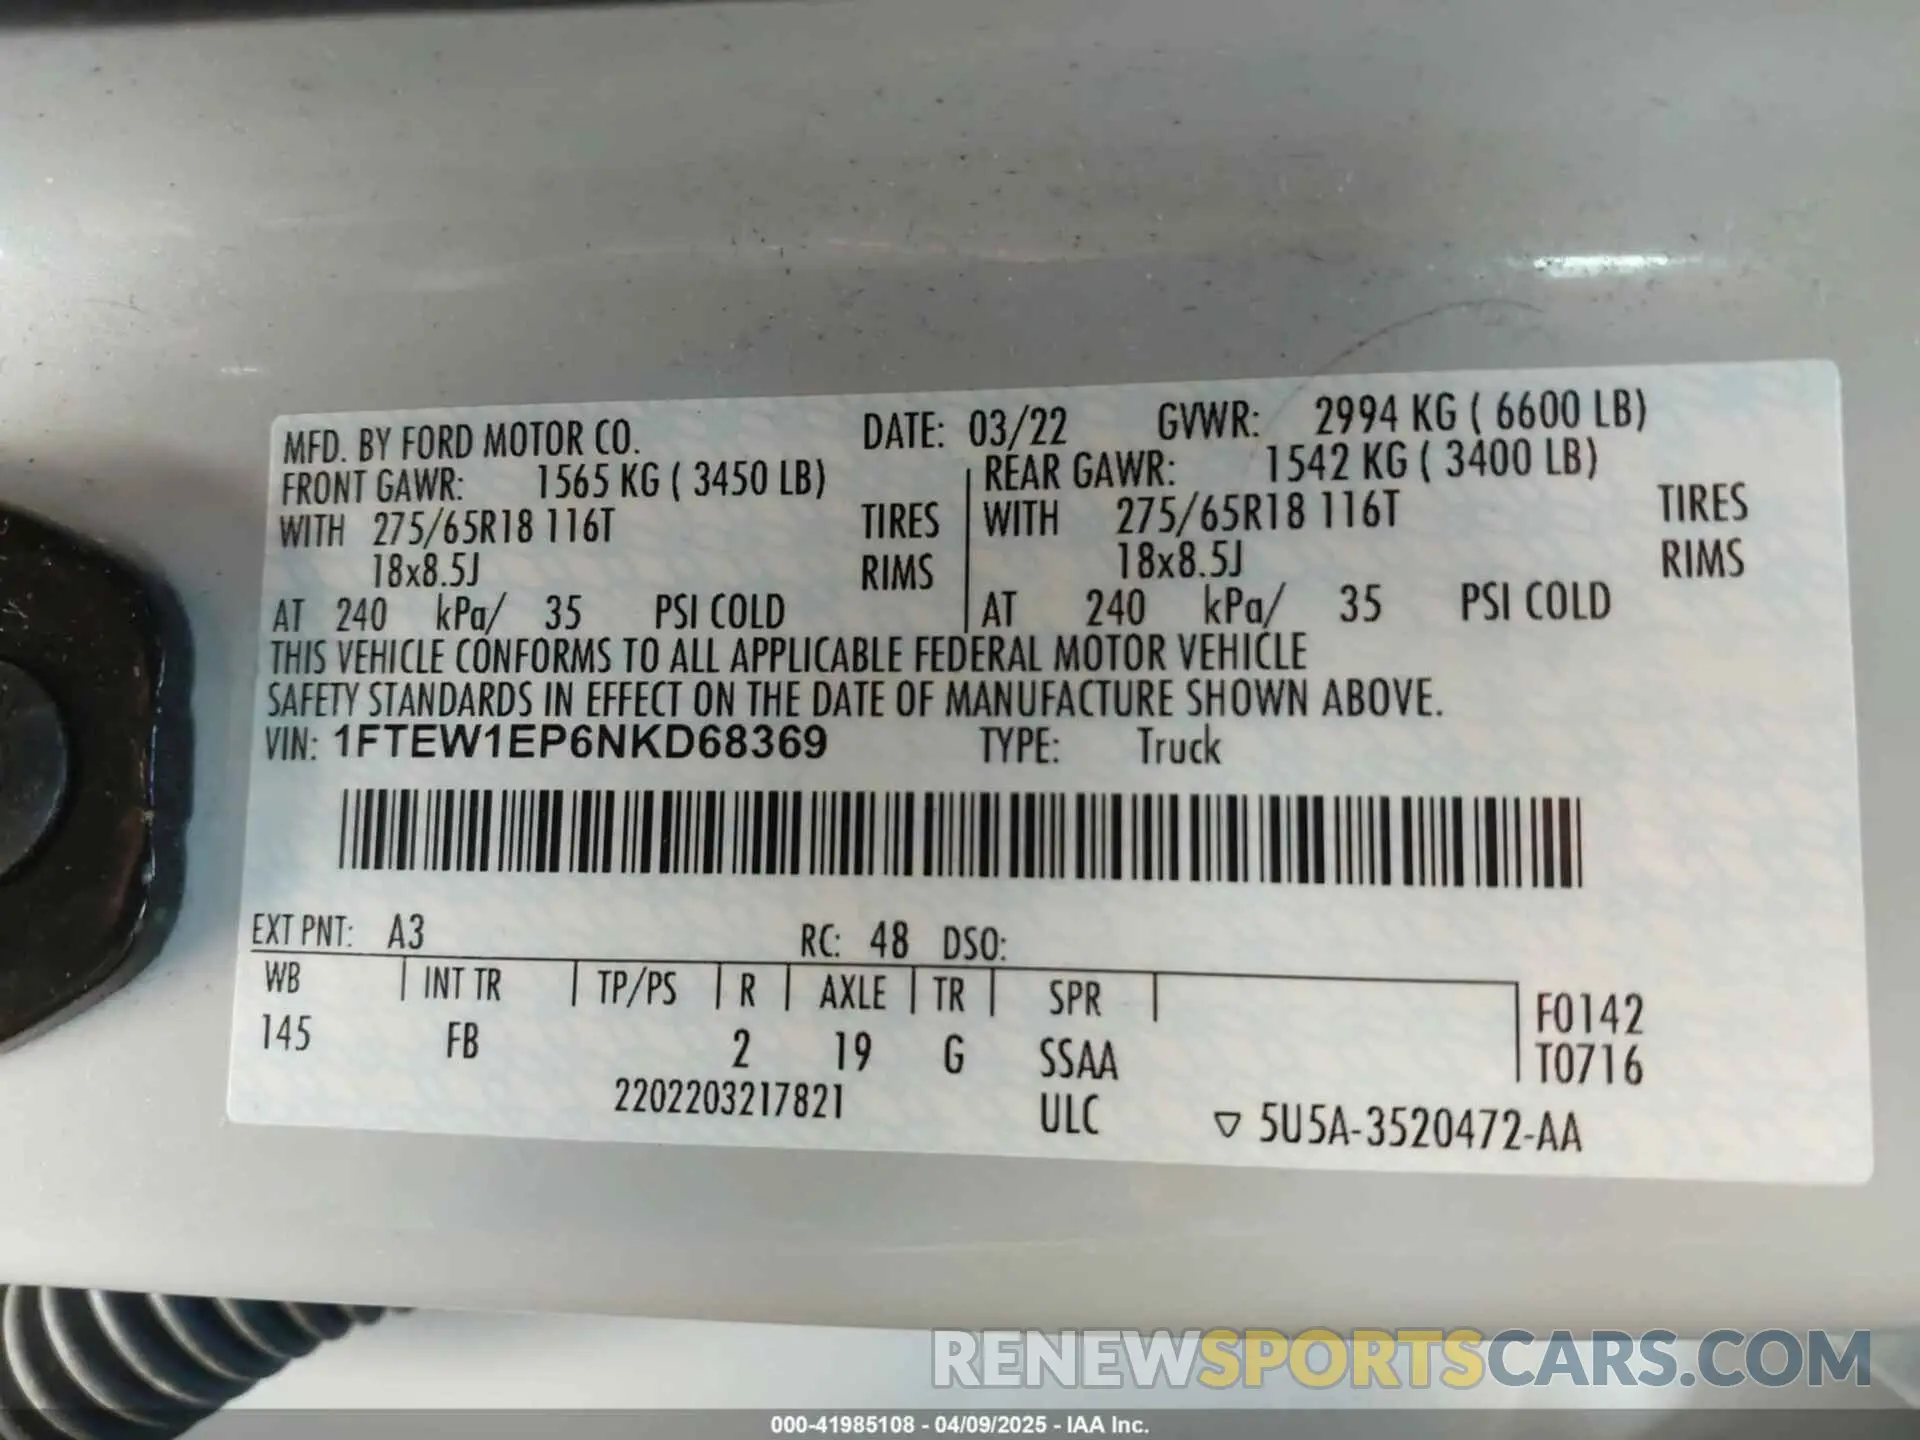 MFD. BY FORD MOTOR CO. DATE: 03/22 GVWR: 2994 KG ( 6600 LB)
FRONT GAWR: 1565 KG ( 3450 LB) REAR GAWR: 1542 KG ( 3400 LB)
WITH 275/65R18 116T TIRES WITH 275/65R18 116T TIRES
18x8.5J RIMS 18x8.5J RIMS
AT 240 kPa/ 35 PSI COLD AT 240 kPa/ 35 PSI COLD
THIS VEHICLE CONFORMS TO ALL APPLICABLE FEDERAL MOTOR VEHICLE
SAFETY STANDARDS IN EFFECT ON THE DATE OF MANUFACTURE SHOWN ABOVE.
VIN: 1FTEW1EP6NKD68369 TYPE: Truck
EXT PNT: A3 RC: 48 DSO:
WB INT TR TP/PS R AXLE TR SPR F0142
145 FB 2 19 G SSAA T0716
2202203217821 ULC ▽ 5U5A-3520472-AA
RENEWSPORTSCARS.COM
000-41985108 - 04/09/2025 - IAA Inc.